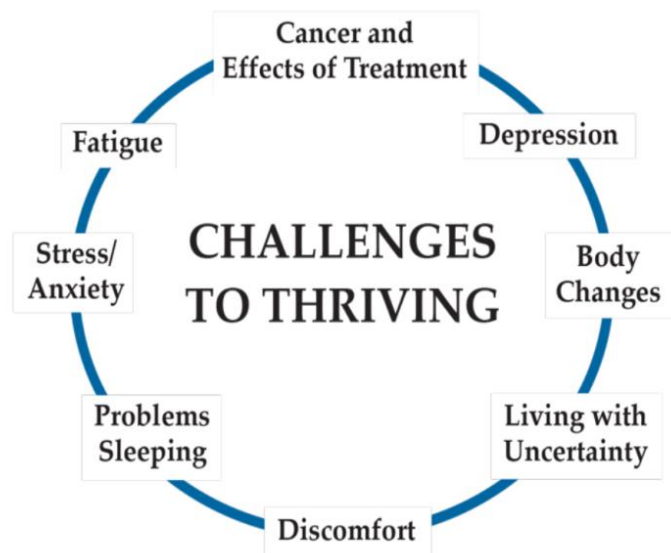 Cancer and
Effects of Treatment
Depression
Body
Changes
Living with
Uncertainty
Discomfort
Problems
Sleeping
Stress/
Anxiety
Fatigue
CHALLENGES
TO THRIVING